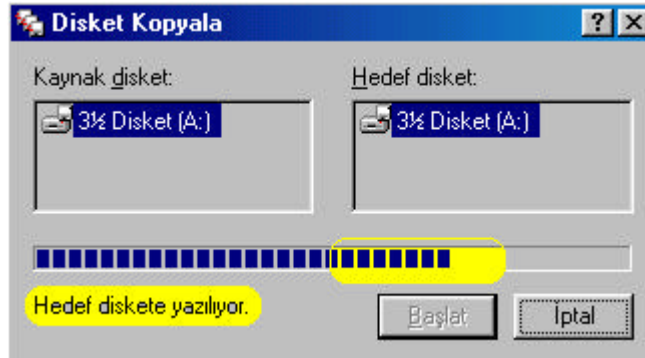 Disket Kopyala
Kaynak disket:
Hedef disket:
3½ Disket (A:)
3½ Disket (A:)
Hedef diskete yazılıyor.
Başlat
İptal